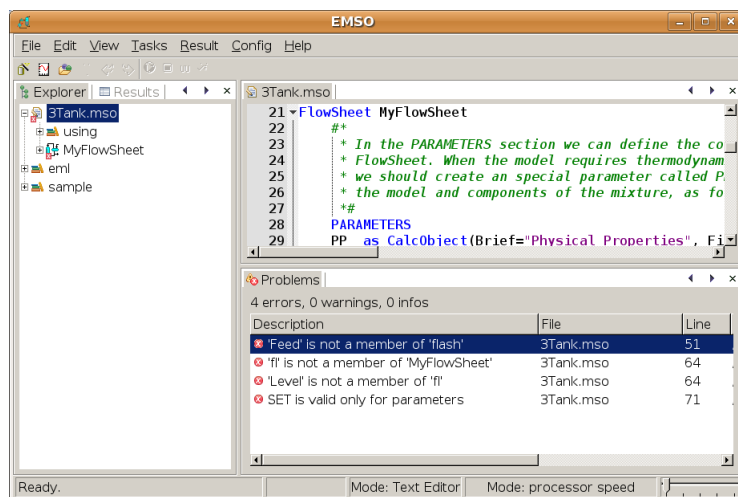 EMSO
File Edit View Tasks Result Config Help
Explorer Results
3Tank.mso
using
MyFlowSheet
eml
sample
3Tank.mso
21 FlowSheet MyFlowSheet
22 #*
23 * In the PARAMETERS section we can define the co
24 * FlowSheet. When the model requires thermodynam
25 * we should create an special parameter called P
26 * the model and components of the mixture, as fo
27 *#
28 PARAMETERS
29 PP as CalcObject(Brief="Physical Properties", Fi
Problems
4 errors, 0 warnings, 0 infos
Description File Line
'Feed' is not a member of 'flash' 3Tank.mso 51
'fl' is not a member of 'MyFlowSheet' 3Tank.mso 64
'Level' is not a member of 'fl' 3Tank.mso 64
SET is valid only for parameters 3Tank.mso 71
Ready. Mode: Text Editor Mode: processor speed